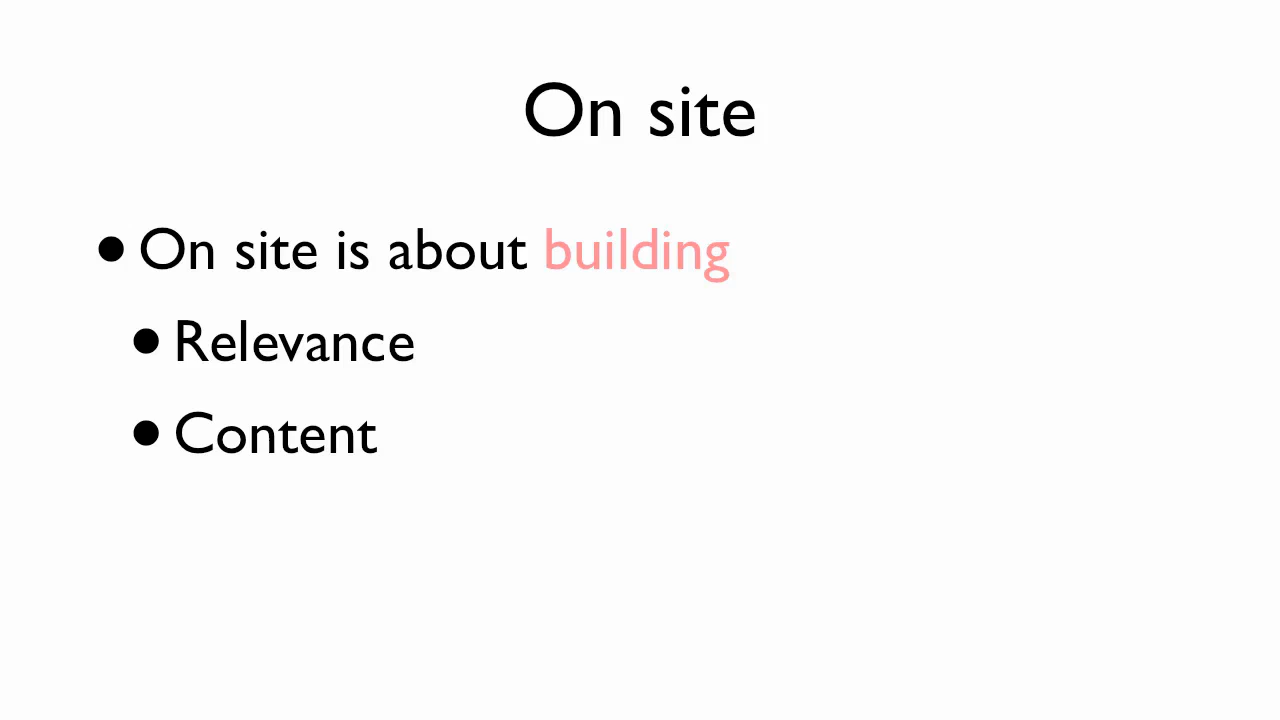 On site
• On site is about building
• Relevance
• Content